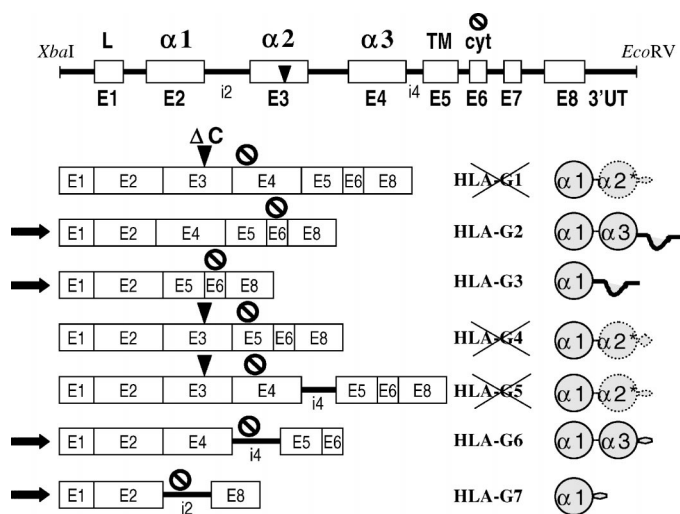 L α1 α2 α3 TM cyt
XbaI EcoRV
E1 E2 i2 E3 E4 i4 E5 E6 E7 E8 3'UT
Δ C
E1 E2 E3 E4 E5 E6 E8 HLA-G1 α1 α2*
E1 E2 E4 E5 E6 E8 HLA-G2 α1 α3
E1 E2 E5 E6 E8 HLA-G3 α1
E1 E2 E3 E5 E6 E8 HLA-G4 α1 α2*
E1 E2 E3 E4 i4 E5 E6 E8 HLA-G5 α1 α2*
E1 E2 E4 i4 E5 E6 HLA-G6 α1 α3
E1 E2 i2 E8 HLA-G7 α1